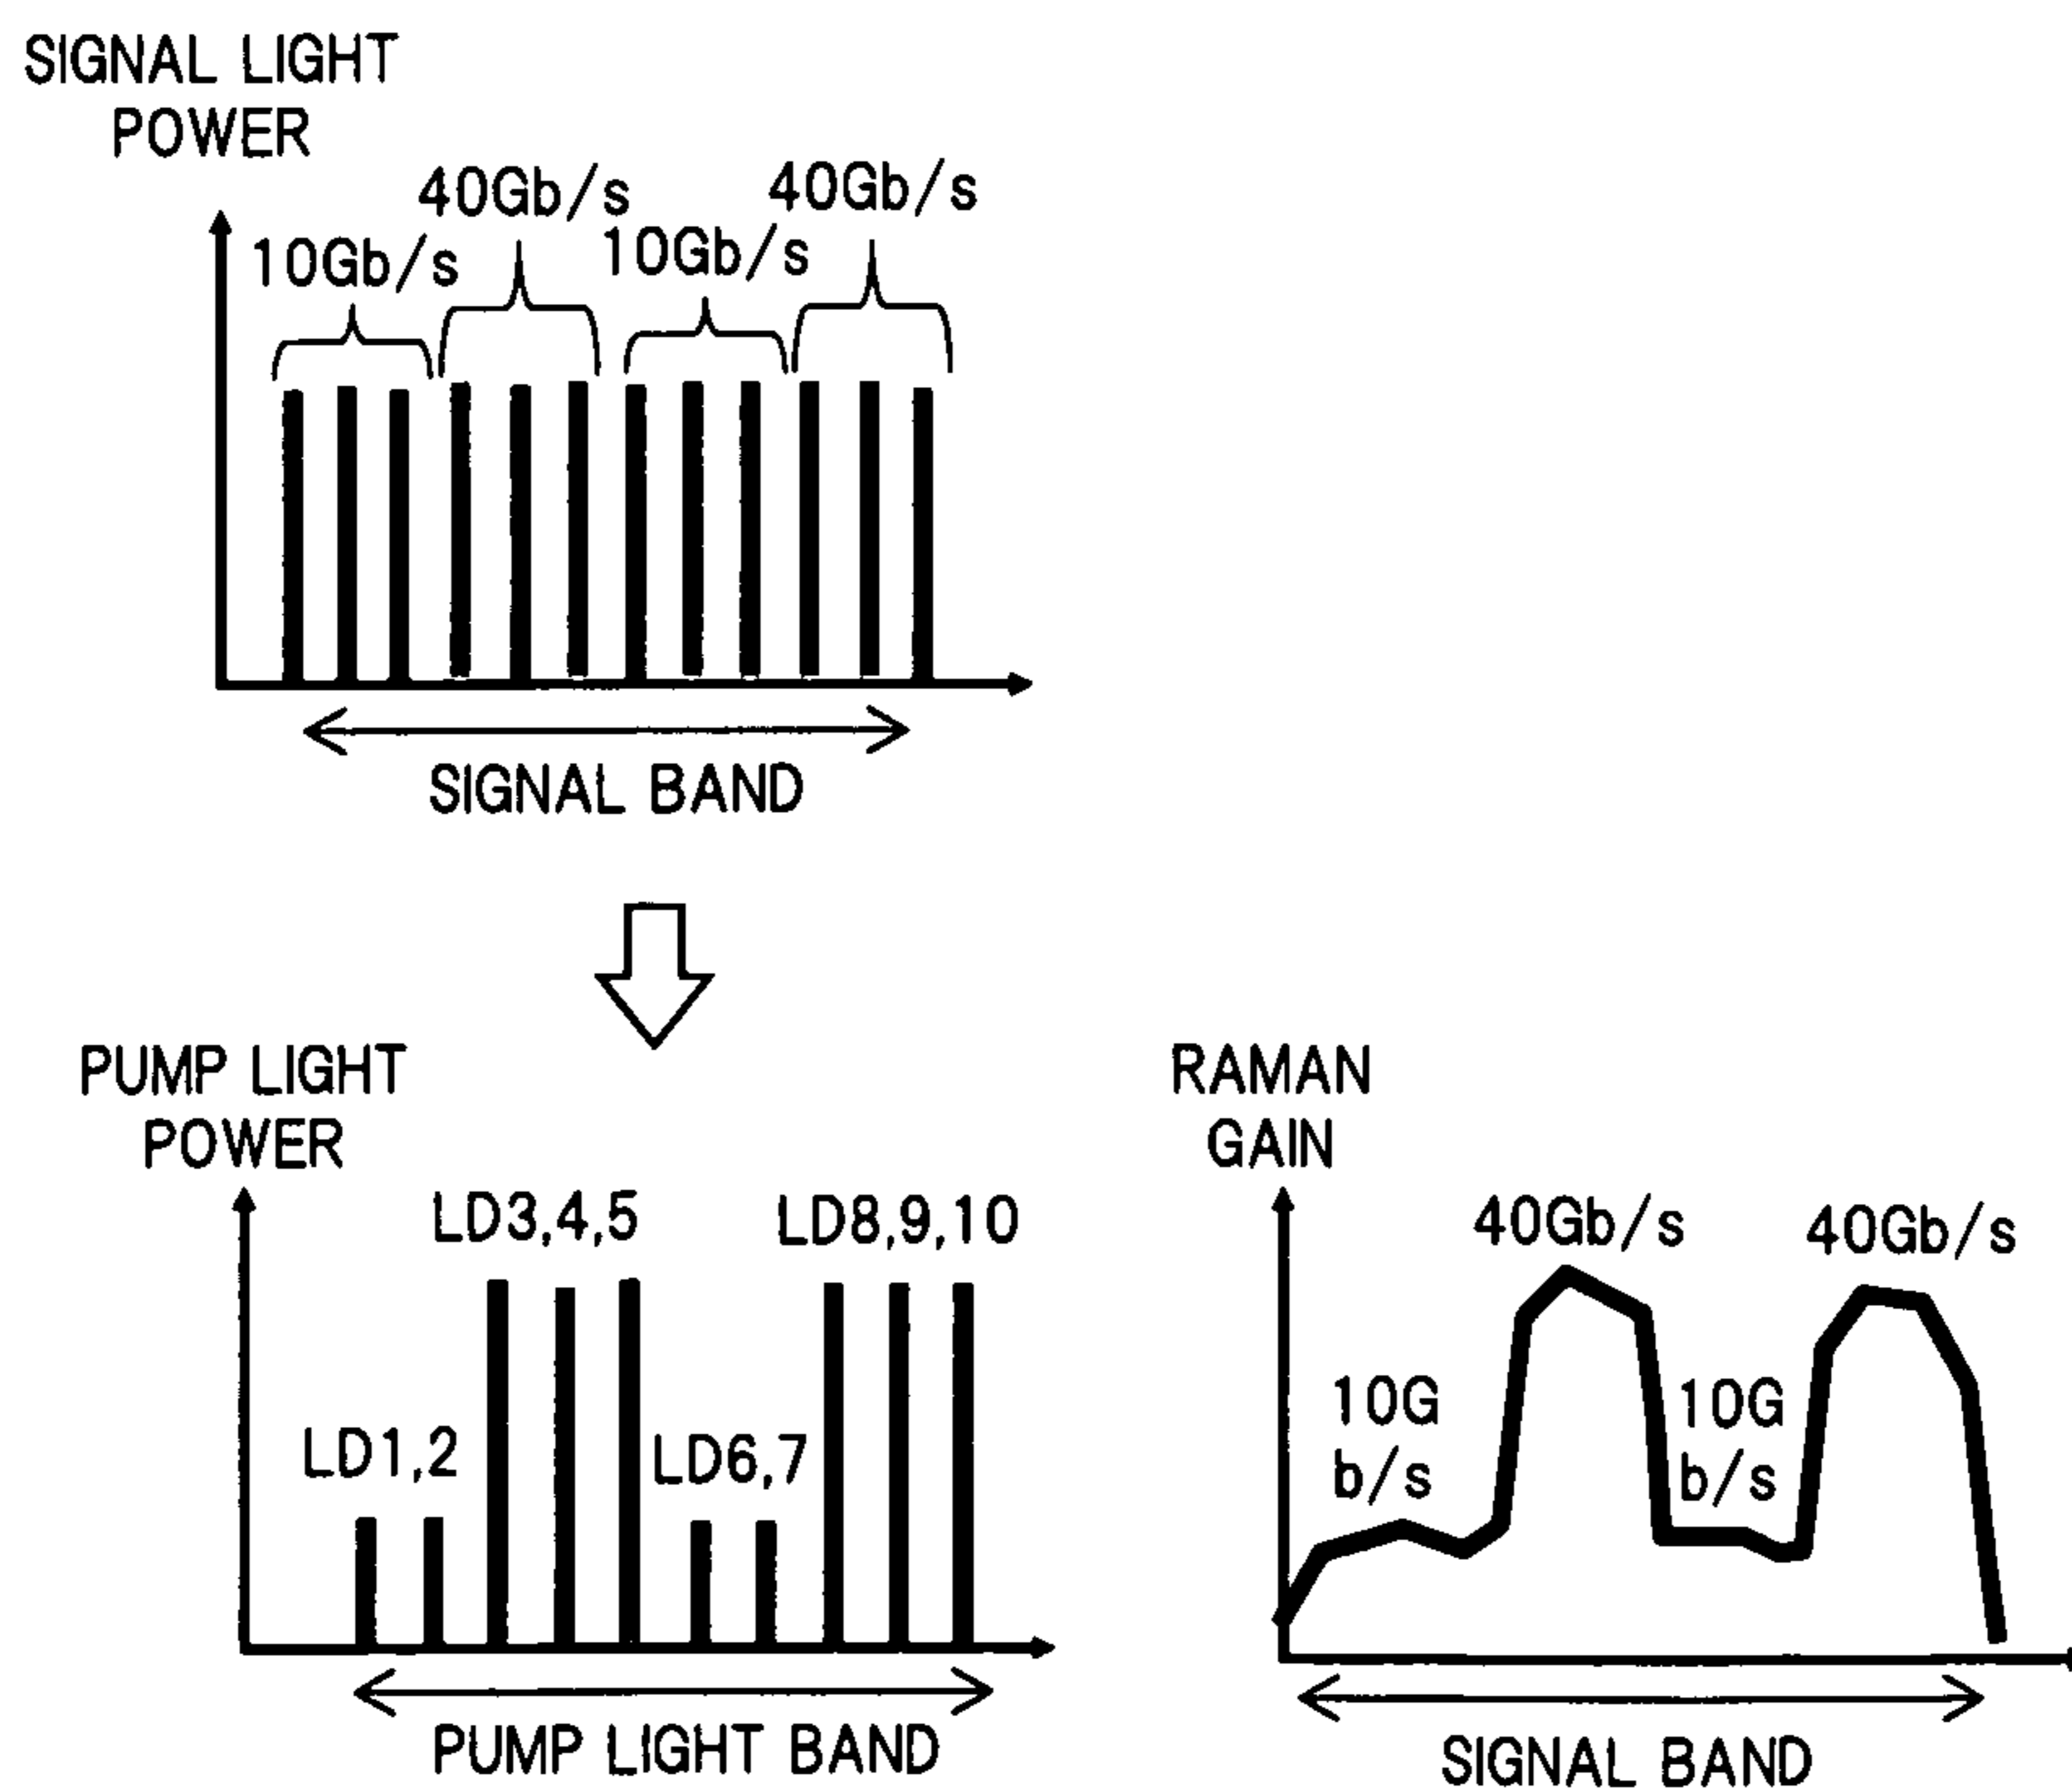 SIGNAL LIGHT
POWER
40Gb/s
40Gb/s
10Gb/s
10Gb/s
SIGNAL BAND
PUMP LIGHT
POWER
LD3,4,5
LD8,9,10
LD1,2
LD6,7
PUMP LIGHT BAND
RAMAN
GAIN
40Gb/s
40Gb/s
10G
b/s
10G
b/s
SIGNAL BAND